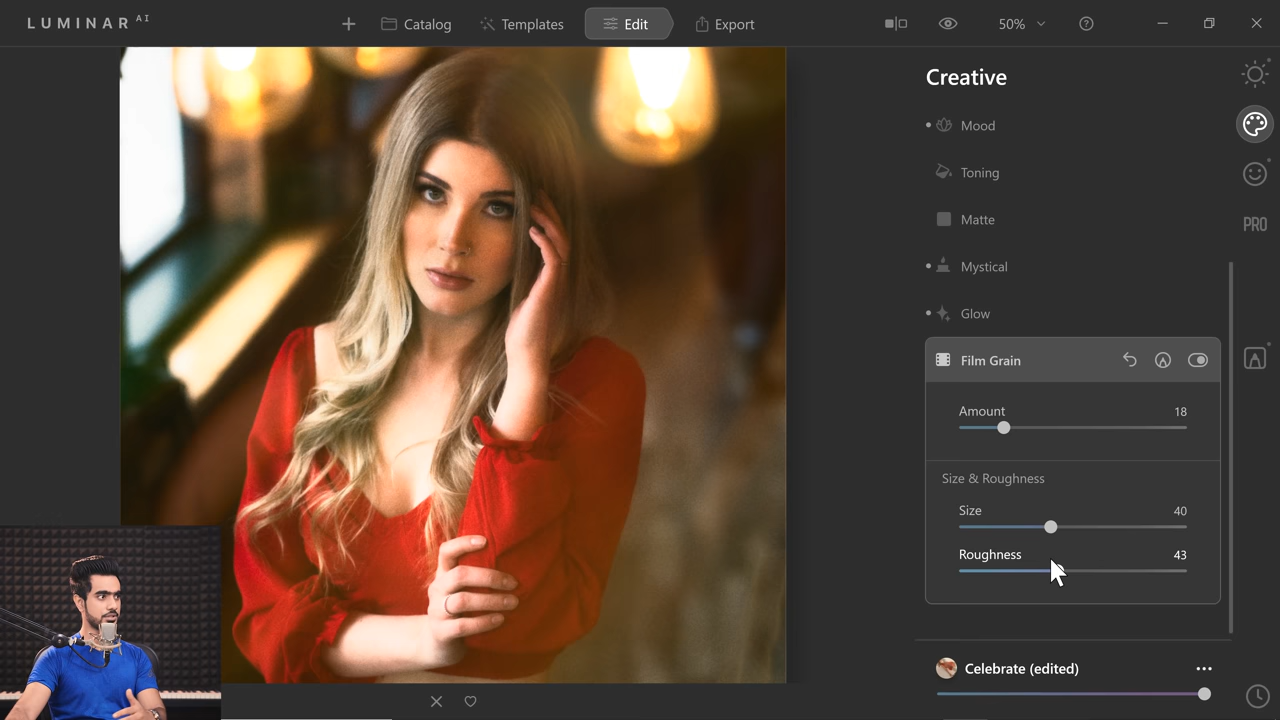 LUMINAR AI
Catalog
Templates
Edit
Export
50%
Creative
Mood
Toning
Matte
Mystical
Glow
Film Grain
Amount 18
Size & Roughness
Size 40
Roughness 43
Celebrate (edited)
PRO